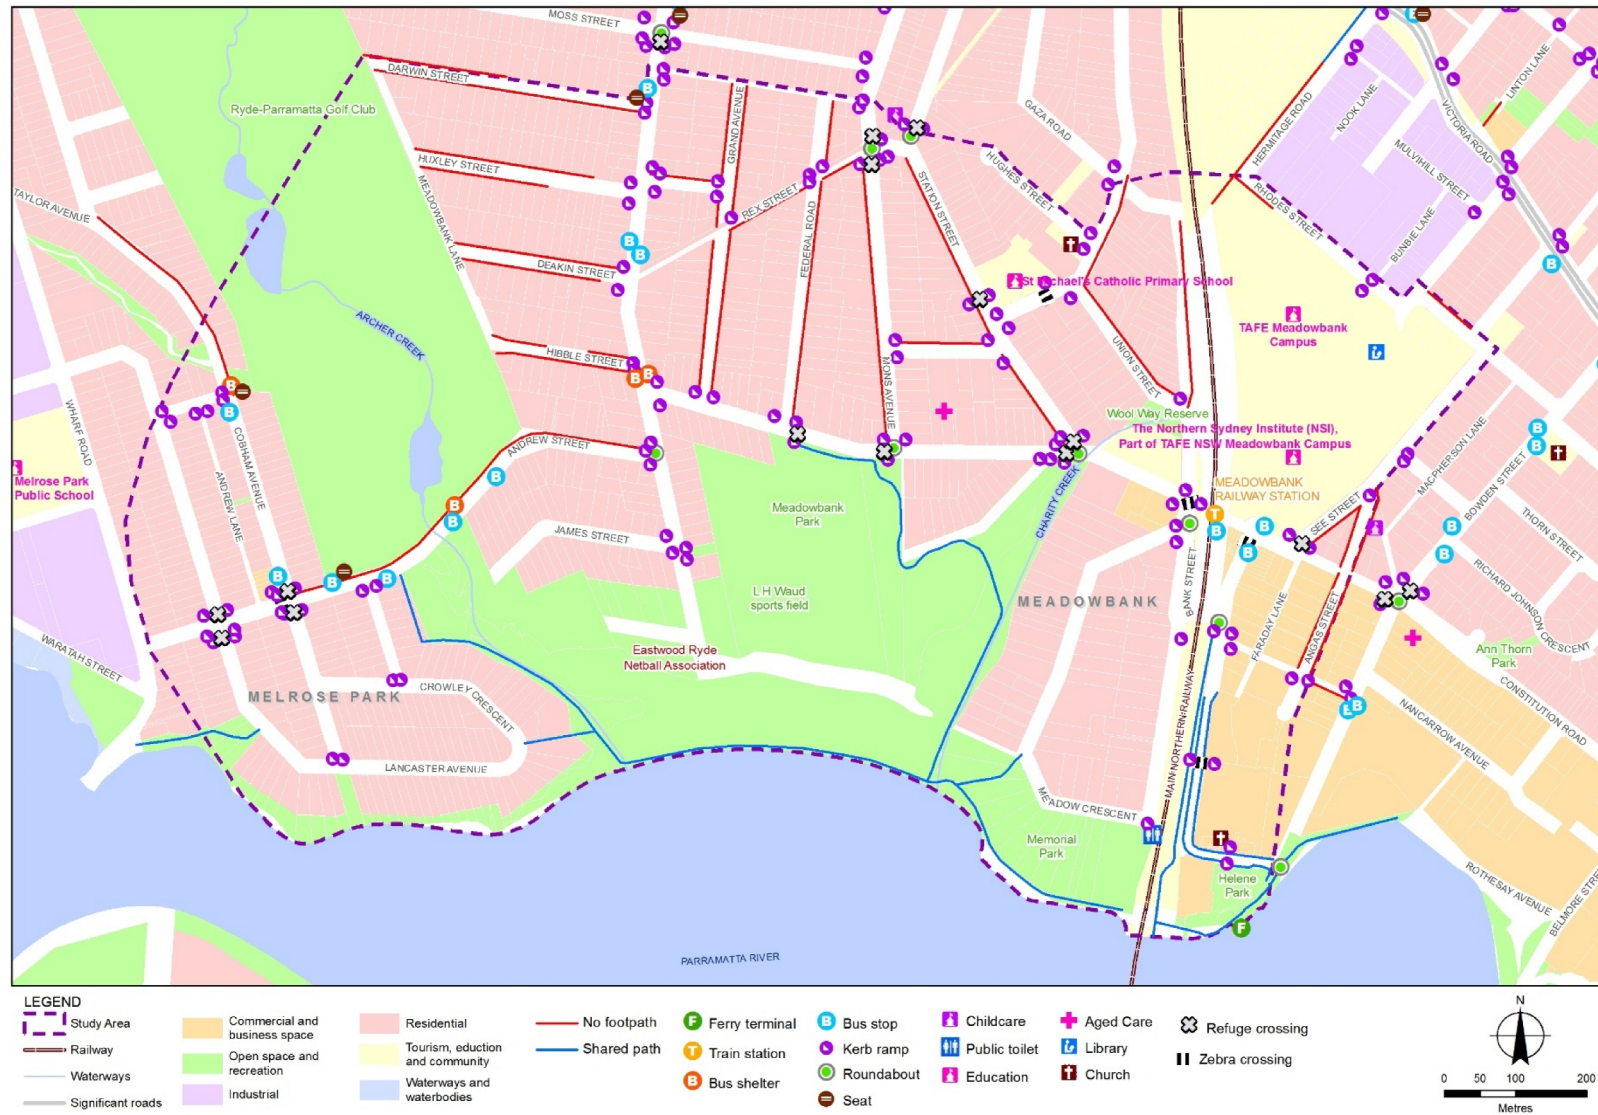 MOSS STREET
DARWIN STREET
Ryde-Parramatta Golf Club
HUXLEY STREET
MEADOWBANK LANE
TAYLOR AVENUE
DEAKIN STREET
ARCHER CREEK
HIBBLE STREET
GRAND AVENUE
REX STREET
FEDERAL ROAD
STATION STREET
HUGHES STREET
GAZA ROAD
HERMITAGE ROAD
NOOK LANE
MULVIHILL STREET
VICTORIA ROAD
LINTON LANE
RHODES STREET
BUNBIE LANE
St Michael's Catholic Primary School
TAFE Meadowbank
Campus
UNION STREET
MONS AVENUE
Wool Way Reserve
The Northern Sydney Institute (NSI),
Part of TAFE NSW Meadowbank Campus
WHARF ROAD
COBHAM AVENUE
ANDREW LANE
ANDREW STREET
Melrose Park
Public School
JAMES STREET
Meadowbank
Park
CHARITY CREEK
MEADOWBANK
RAILWAY STATION
SEE STREET
MACPHERSON LANE
BOWDEN STREET
THORN STREET
RICHARD JOHNSON CRESCENT
L H Waud
sports field
MEADOWBANK
BANK STREET
FARADAY LANE
ANGAS STREET
Ann Thorn
Park
CONSTITUTION ROAD
WARATAH STREET
Eastwood Ryde
Netball Association
MELROSE PARK
CROWLEY CRESCENT
LANCASTER AVENUE
MAIN NORTHERN RAILWAY
NANCARROW AVENUE
MEADOW CRESCENT
Memorial
Park
Helene
Park
ROTHESAY AVENUE
BELMORE STREET
PARRAMATTA RIVER
LEGEND
Study Area
Railway
Waterways
Significant roads
Commercial and
business space
Open space and
recreation
Industrial
Residential
Tourism, eduction
and community
Waterways and
waterbodies
No footpath
Shared path
F Ferry terminal
T Train station
B Bus shelter
B Bus stop
Kerb ramp
Roundabout
Seat
Childcare
Public toilet
Education
Aged Care
Library
Church
Refuge crossing
Zebra crossing
N
0 50 100 200
Metres